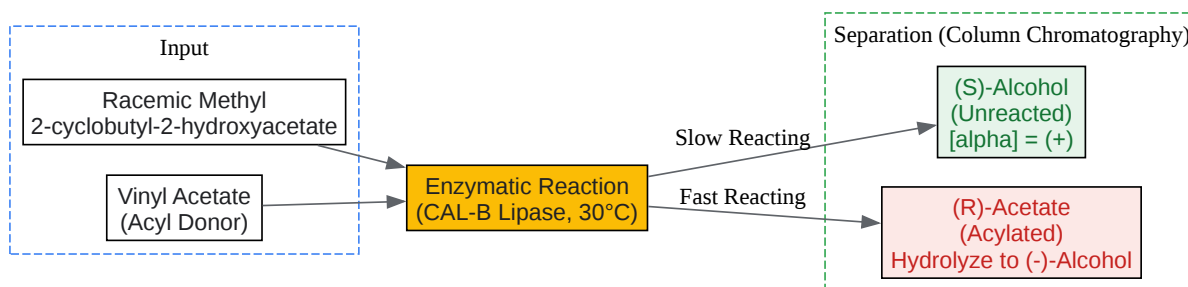 Input
Racemic Methyl
2-cyclobutyl-2-hydroxyacetate
Vinyl Acetate
(Acyl Donor)
Enzymatic Reaction
(CAL-B Lipase, 30°C)
Slow Reacting
Fast Reacting
Separation (Column Chromatography)
(S)-Alcohol
(Unreacted)
[alpha] = (+)
(R)-Acetate
(Acylated)
Hydrolyze to (-)-Alcohol